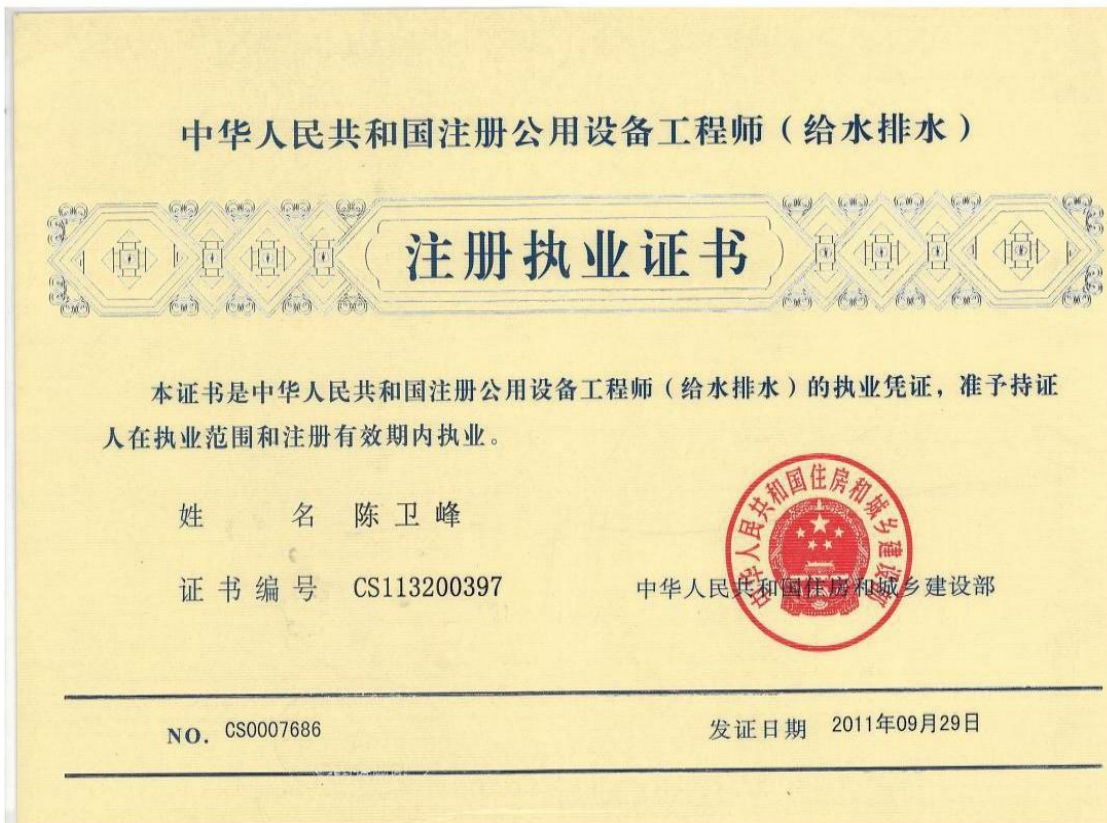 中华人民共和国注册公用设备工程师（给水排水）
注册执业证书
本证书是中华人民共和国注册公用设备工程师（给水排水）的执业凭证，准予持证
人在执业范围和注册有效期内执业。
姓 名 陈卫峰
证书编号 CS113200397
中华人民共和国住房和城乡建设部
中华人民共和国住房和城乡建设部
NO. CS0007686
发证日期 2011年09月29日